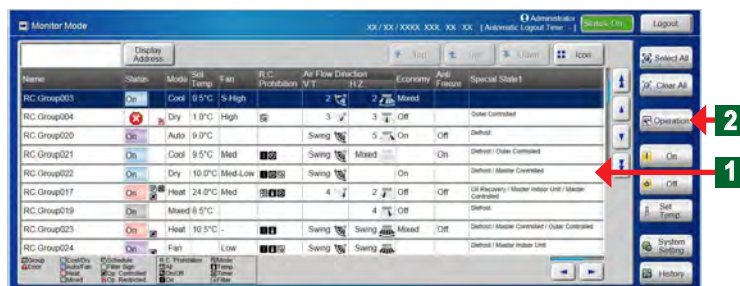 Monitor Mode
XX / XX / XXXX XXX XX : XX
Administrator
[ Automatic Logout Time : - ]
Status: On
Logout
Display Address
Top
Up
Down
Icon
Select All
Clear All
Operation
2
On
1
Off
Set Temp.
System Setting
History
Name Status Mode Set Temp. Fan R.C. Prohibition Air Flow Direction V.T. H.Z. Economy Anti Freeze Special State1
RC Group003 On Cool 0.5°C S-High 2 2 Mixed
RC Group004 Dry 1.0°C High 3 3 Off Outer Controlled
RC Group020 On Auto 9.0°C Swing 5 On Off Defrost
RC Group021 On Cool 9.5°C Med Swing Mixed On Defrost / Outer Controlled
RC Group022 On Dry 10.0°C Med-Low Swing On Defrost / Master Controlled
RC Group017 On Heat 24.0°C Med 4 2 Off Off Oil Recovery / Master Indoor Unit / Master Controlled
RC Group019 On Mixed 8.5°C 4 Off Defrost
RC Group023 On Heat 10.5°C - Swing Swing Mixed Off Defrost / Master Controlled / Outer Controlled
RC Group024 On Fan Low Swing Swing Defrost / Master Indoor Unit
Group Cool/Dry Schedule R.C. Prohibition Mode
Error Auto/Fan Filter Sign All Temp.
Heat Op. Controlled On/Off Timer
Mixed Op. Restricted On Filter